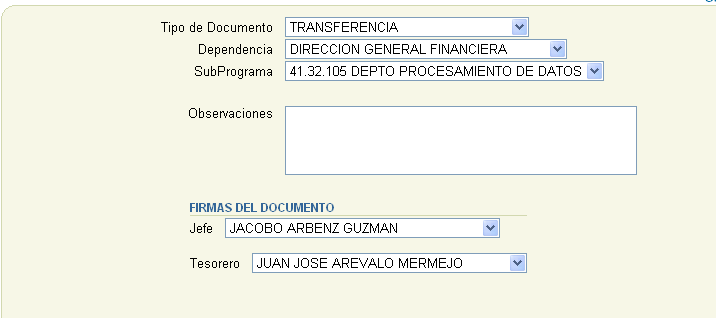 Tipo de Documento TRANSFERENCIA
Dependencia DIRECCION GENERAL FINANCIERA
SubPrograma 41.32.105 DEPTO PROCESAMIENTO DE DATOS
Observaciones
FIRMAS DEL DOCUMENTO
Jefe JACOBO ARBENZ GUZMAN
Tesorero JUAN JOSE AREVALO MERMEJO